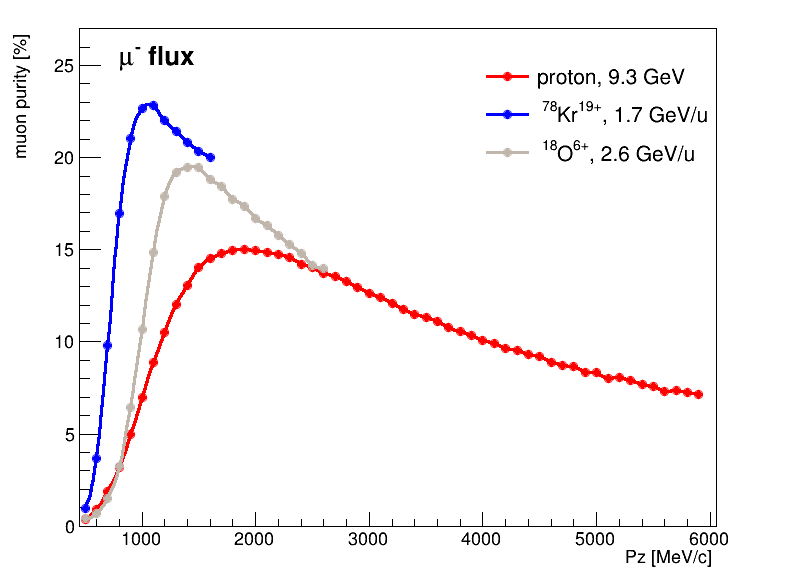 muon purity [%]
μ⁻ flux
proton, 9.3 GeV
⁷⁸Kr¹⁹⁺, 1.7 GeV/u
¹⁸O⁶⁺, 2.6 GeV/u
25
20
15
10
5
0
1000 2000 3000 4000 5000 6000
Pz [MeV/c]